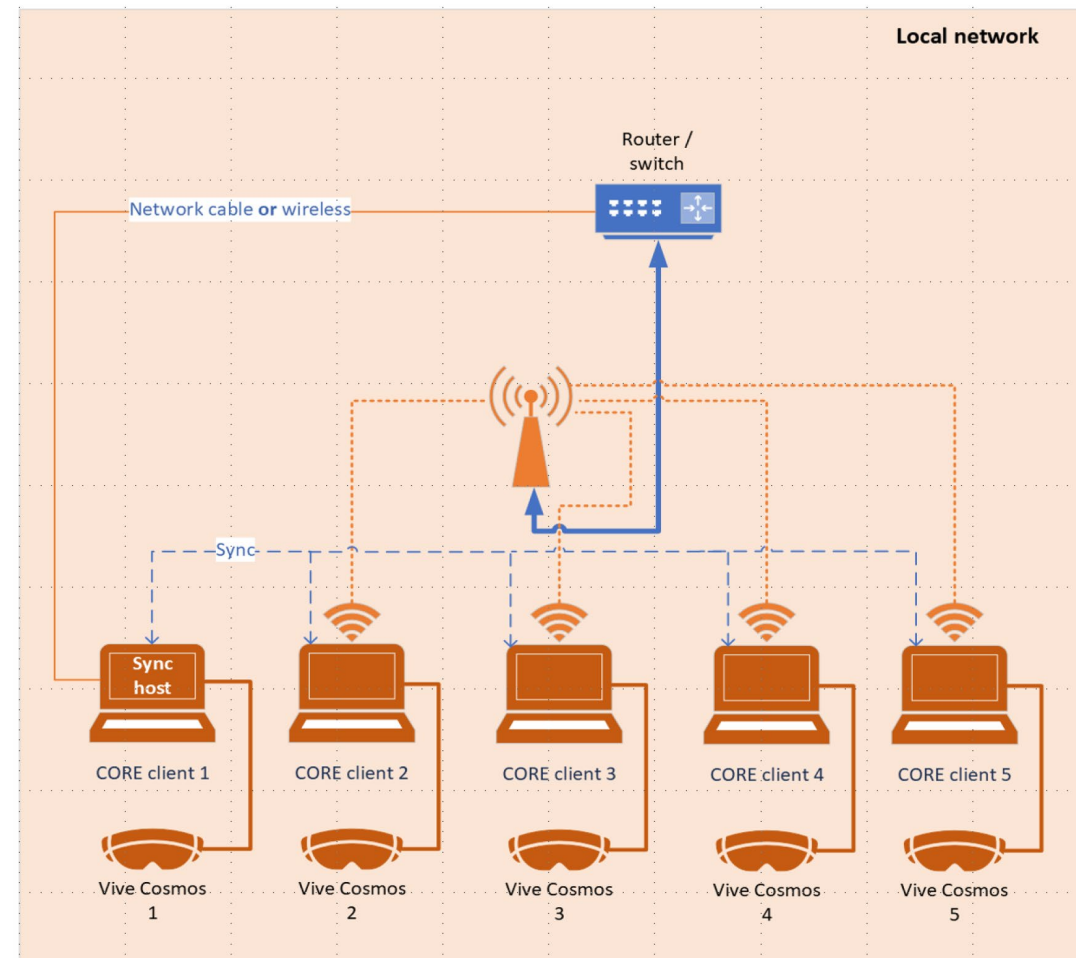 Local network
Router /
switch
Network cable or wireless
Sync
Sync
host
CORE client 1
CORE client 2
CORE client 3
CORE client 4
CORE client 5
Vive Cosmos
1
Vive Cosmos
2
Vive Cosmos
3
Vive Cosmos
4
Vive Cosmos
5